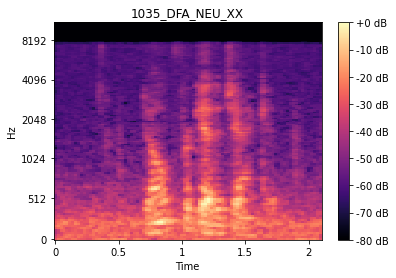 1035_DFA_NEU_XX
8192
4096
2048
1024
512
0
Hz
0
0.5
1
1.5
2
Time
+0 dB
-10 dB
-20 dB
-30 dB
-40 dB
-50 dB
-60 dB
-70 dB
-80 dB